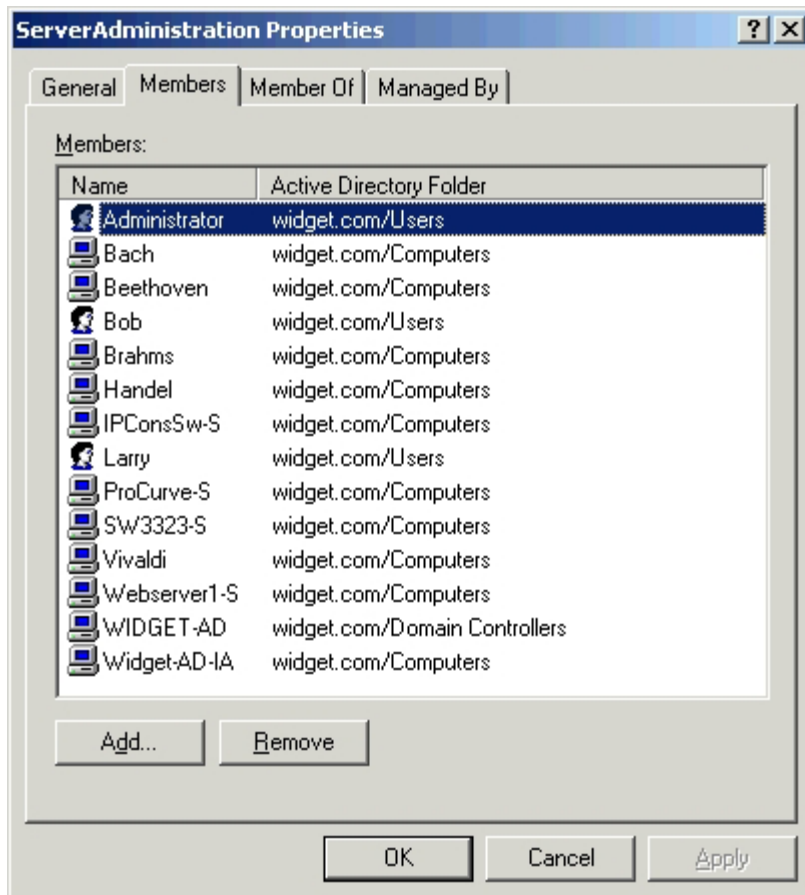 ServerAdministration Properties
General Members Member Of Managed By
Members:
Name Active Directory Folder
Administrator widget.com/Users
Bach widget.com/Computers
Beethoven widget.com/Computers
Bob widget.com/Users
Brahms widget.com/Computers
Handel widget.com/Computers
IPConsSw-S widget.com/Computers
Larry widget.com/Users
ProCurve-S widget.com/Computers
SW3323-S widget.com/Computers
Vivaldi widget.com/Computers
Webserver1-S widget.com/Computers
WIDGET-AD widget.com/Domain Controllers
Widget-AD-IA widget.com/Computers
Add... Remove
OK Cancel Apply